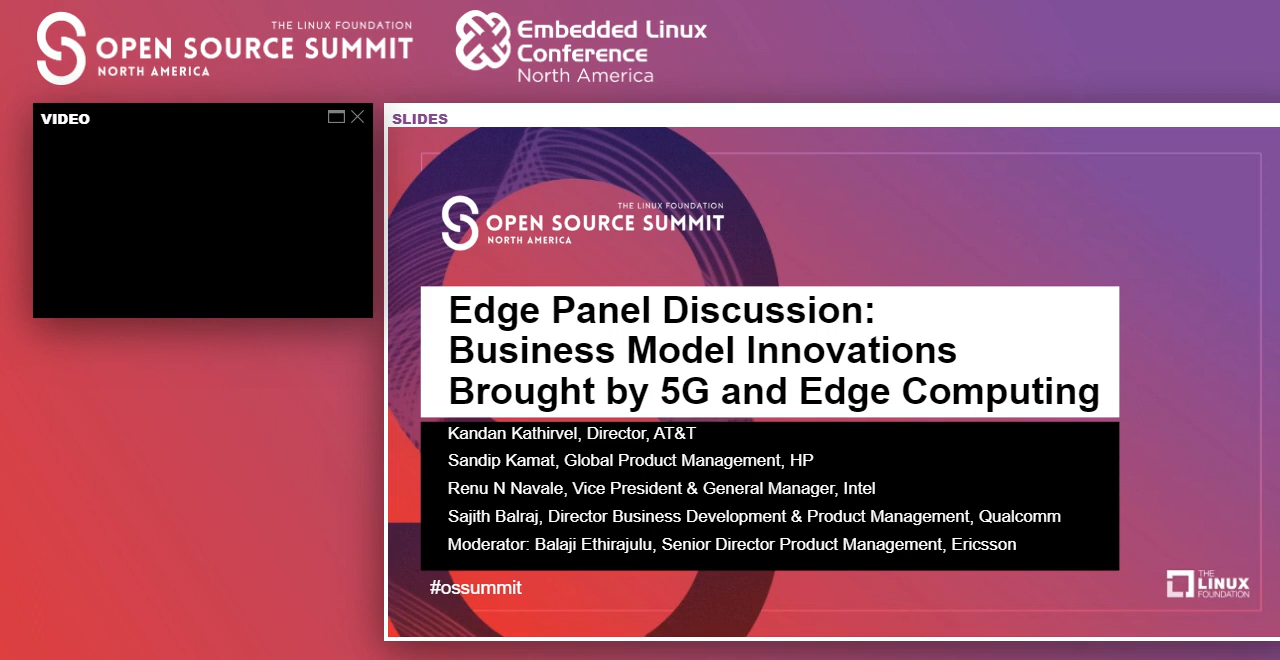 THE LINUX FOUNDATION
OPEN SOURCE SUMMIT
NORTH AMERICA
Embedded Linux
Conference
North America
VIDEO
SLIDES
THE LINUX FOUNDATION
OPEN SOURCE SUMMIT
NORTH AMERICA
Edge Panel Discussion:
Business Model Innovations
Brought by 5G and Edge Computing
Kandan Kathirvel, Director, AT&T
Sandip Kamat, Global Product Management, HP
Renu N Navale, Vice President & General Manager, Intel
Sajith Balraj, Director Business Development & Product Management, Qualcomm
Moderator: Balaji Ethirajulu, Senior Director Product Management, Ericsson
#ossummit
THE
LINUX
FOUNDATION